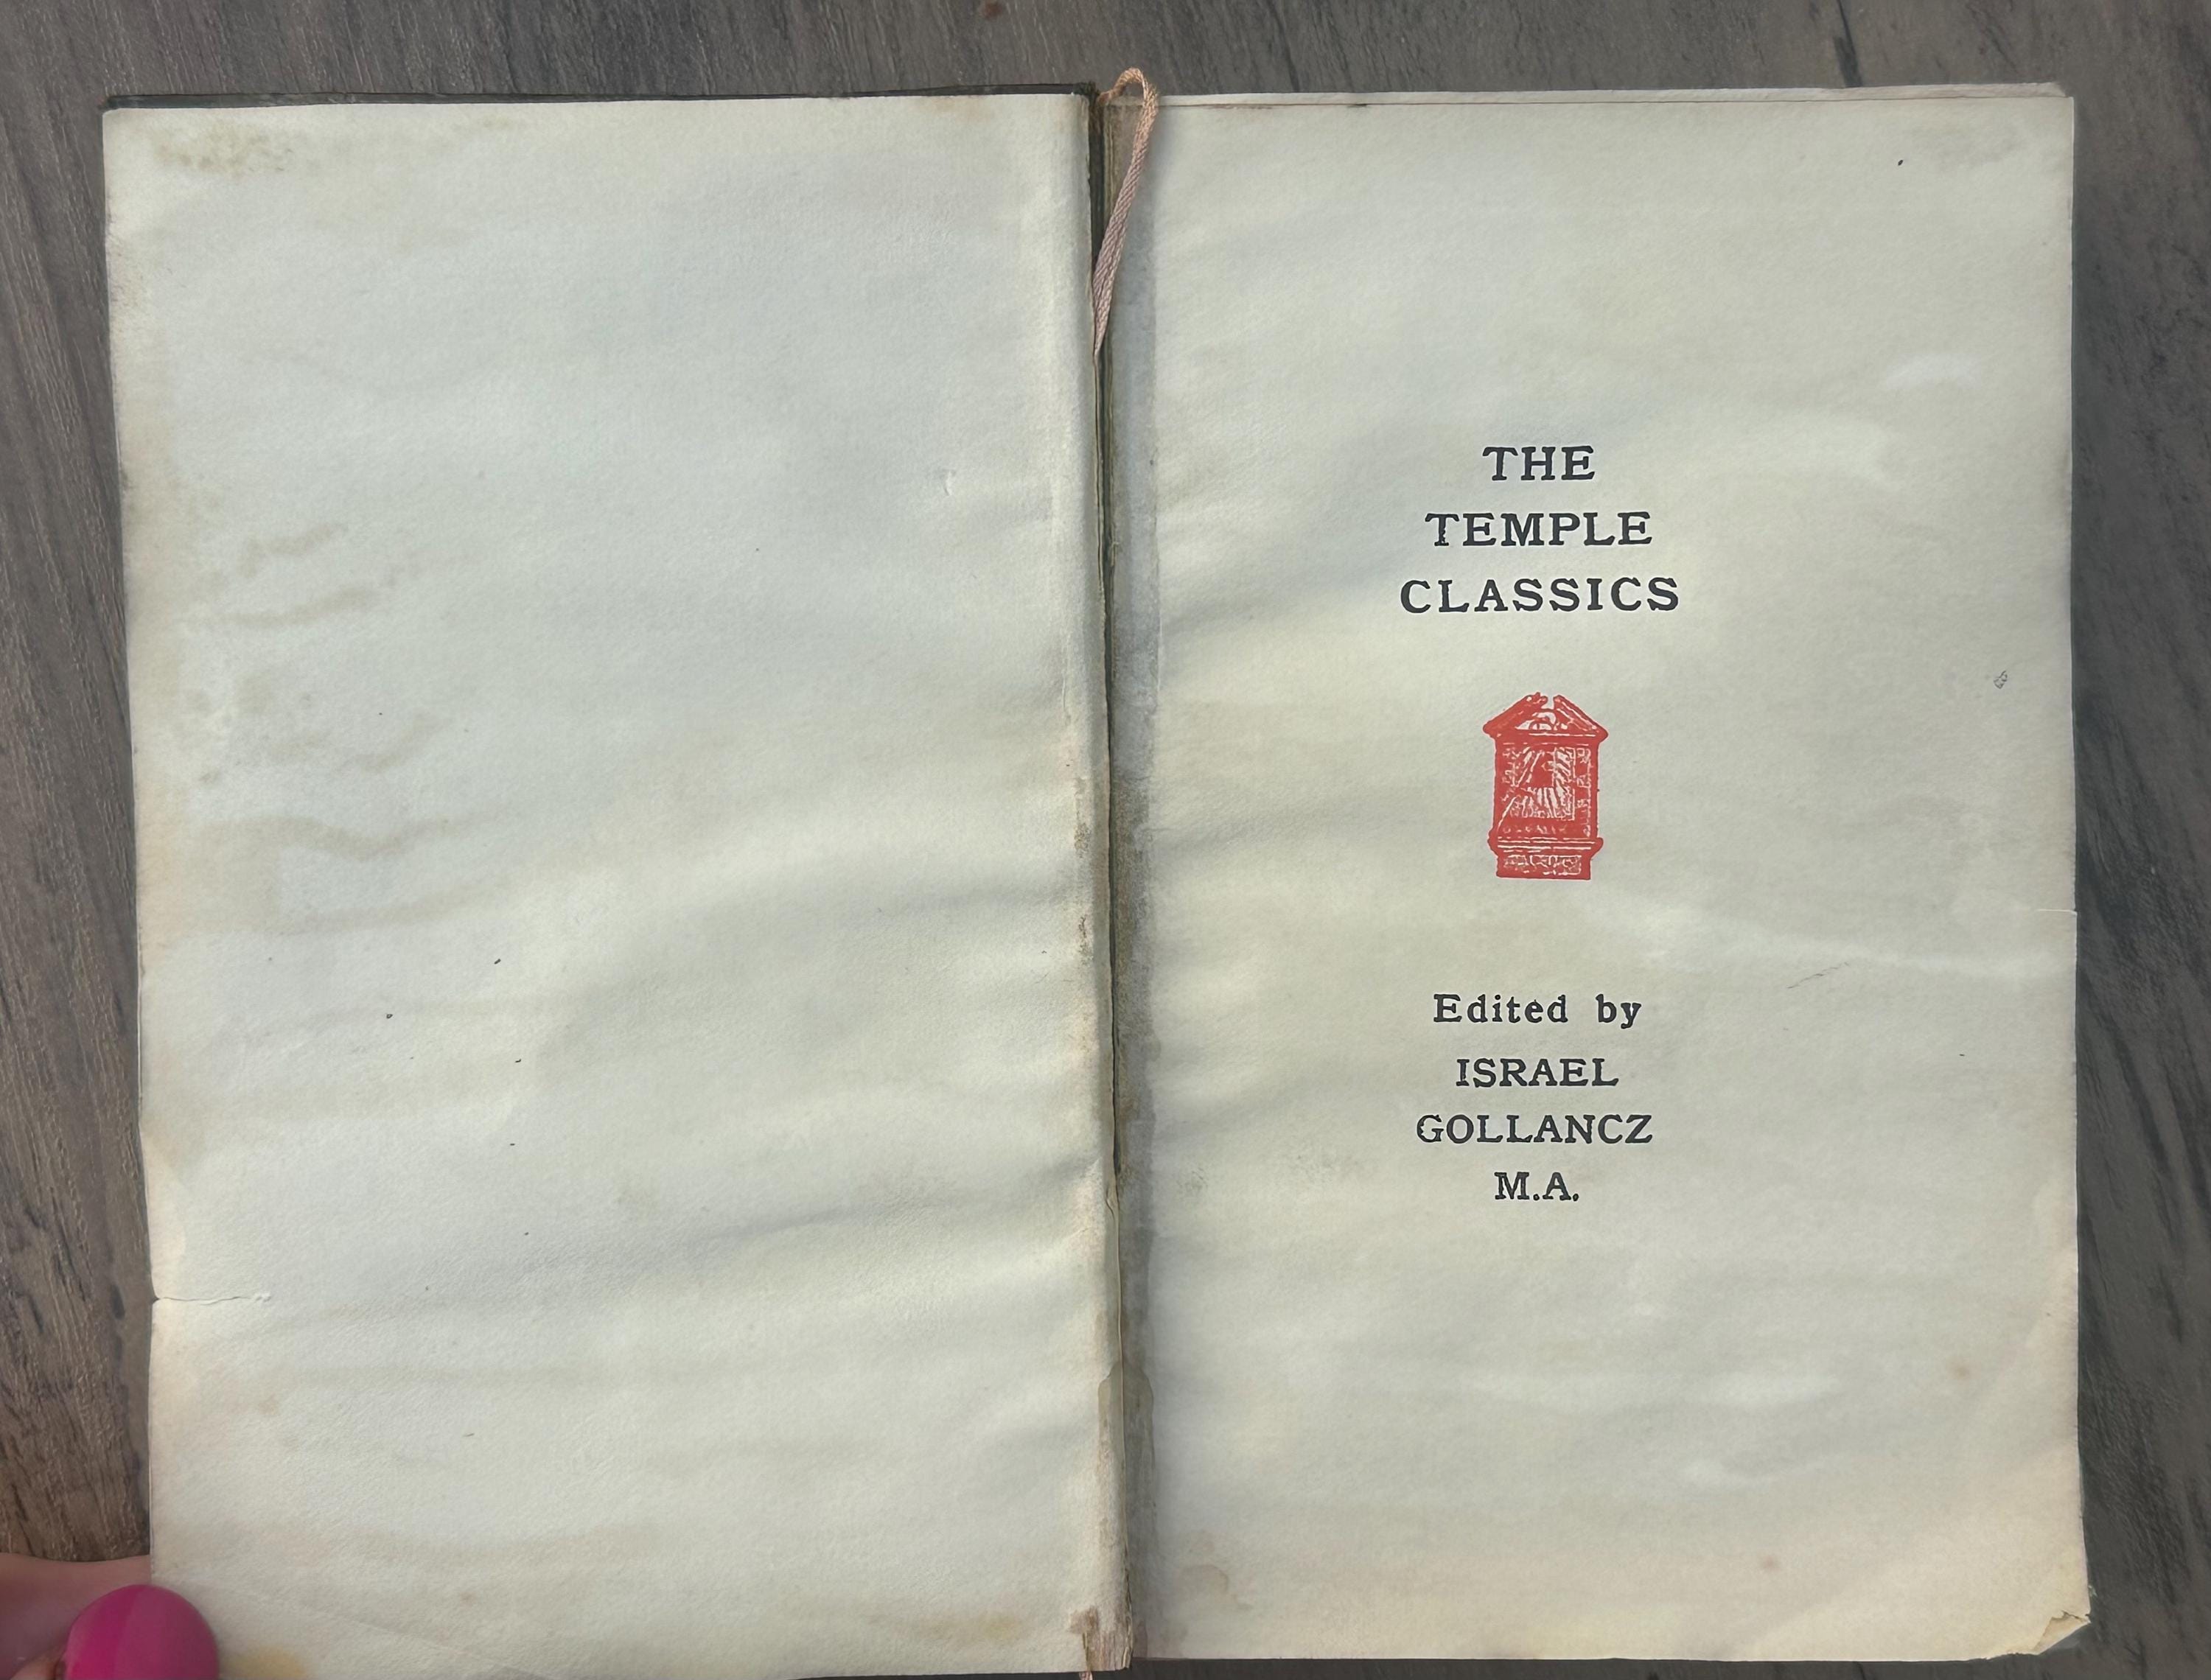 THE
TEMPLE
CLASSICS
Edited by
ISRAEL
GOLLANCZ
M.A.